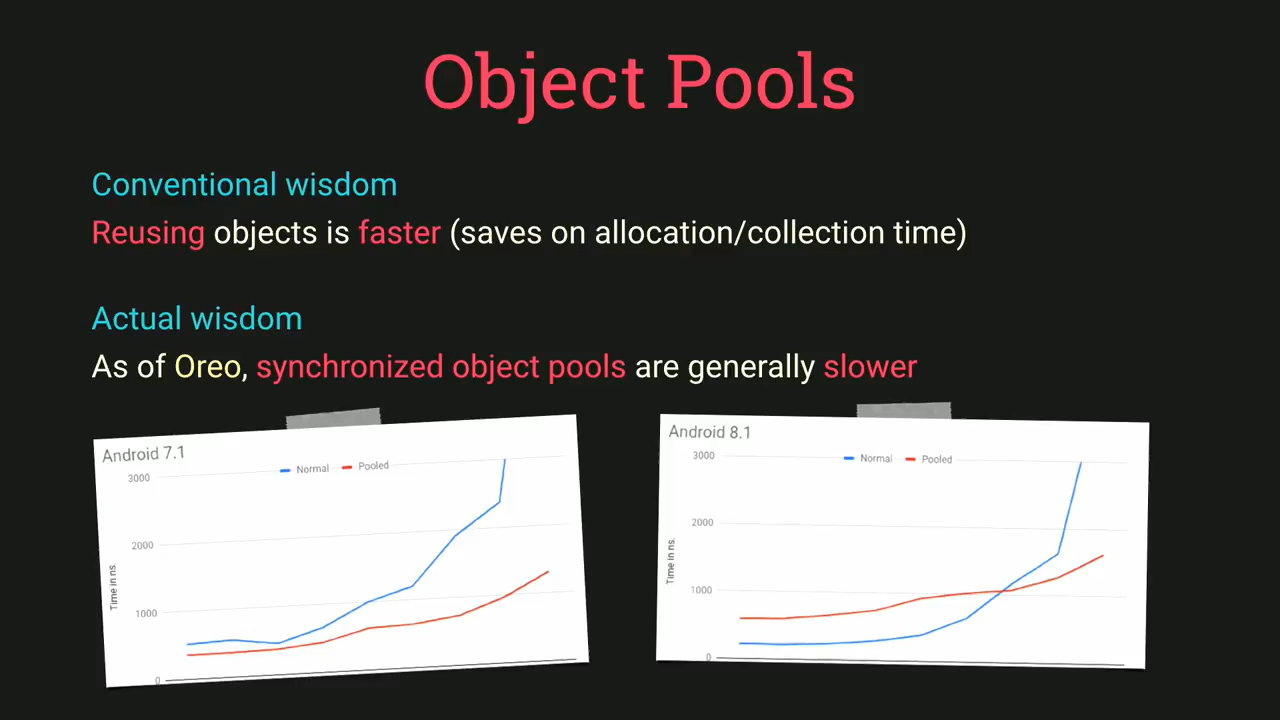 Object Pools
Conventional wisdom
Reusing objects is faster (saves on allocation/collection time)
Actual wisdom
As of Oreo, synchronized object pools are generally slower
Android 7.1
Normal Pooled
3000
2000
1000
0
Time in ns.
Android 8.1
Normal Pooled
3000
2000
1000
0
Time in ns.